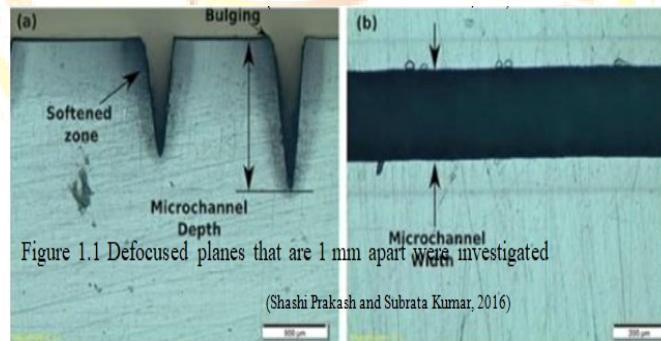 (a)
Bulging
Softened
zone
Microchannel
Depth
(b)
Microchannel
Width
Figure 1.1 Defocused planes that are 1 mm apart were investigated
(Shashi Prakash and Subrata Kumar, 2016)